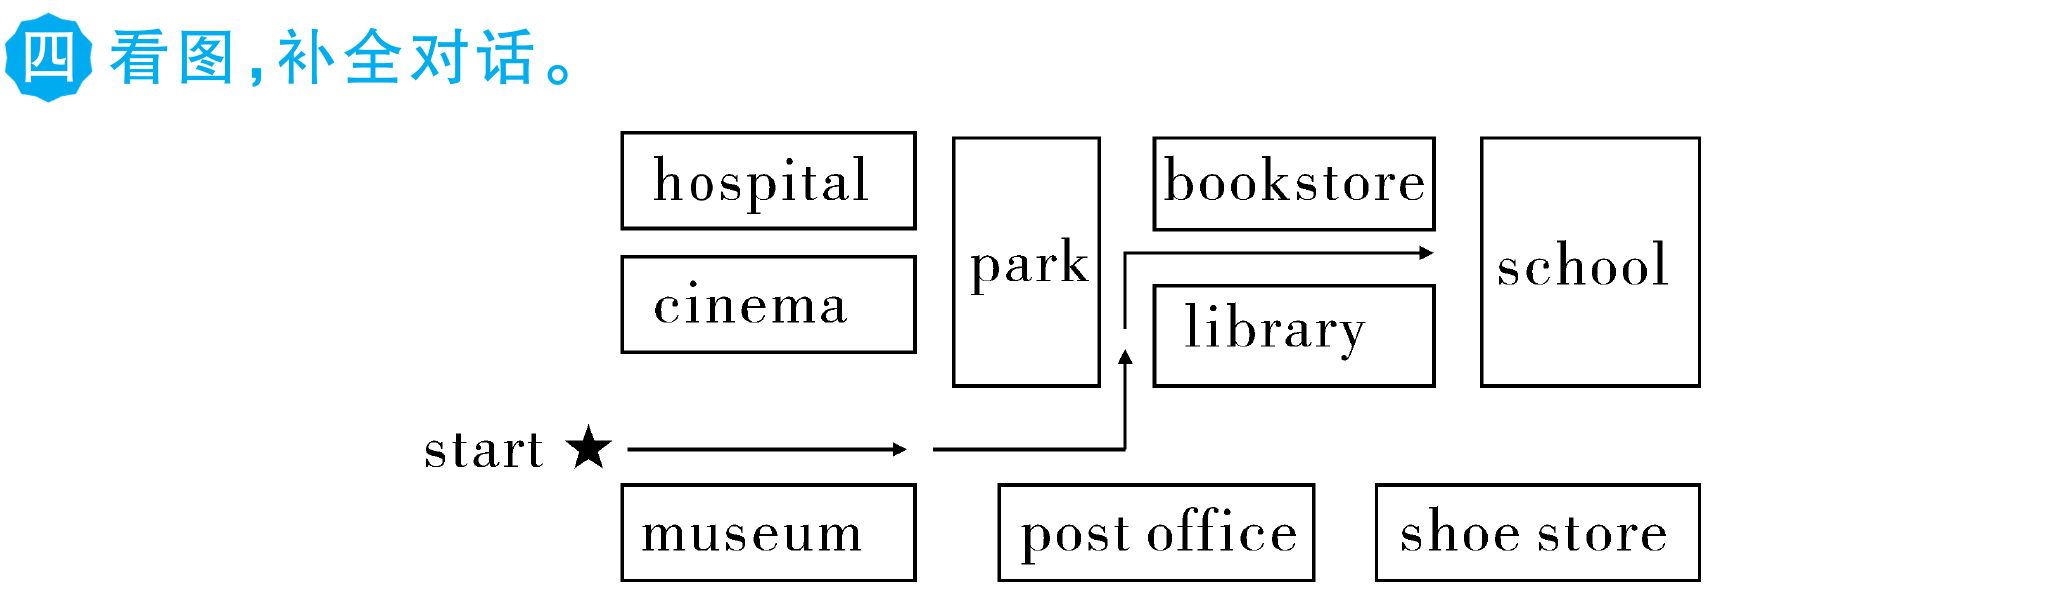 四 看图,补全对话。
hospital
park
bookstore
school
cinema
library
start
museum
post office
shoe store